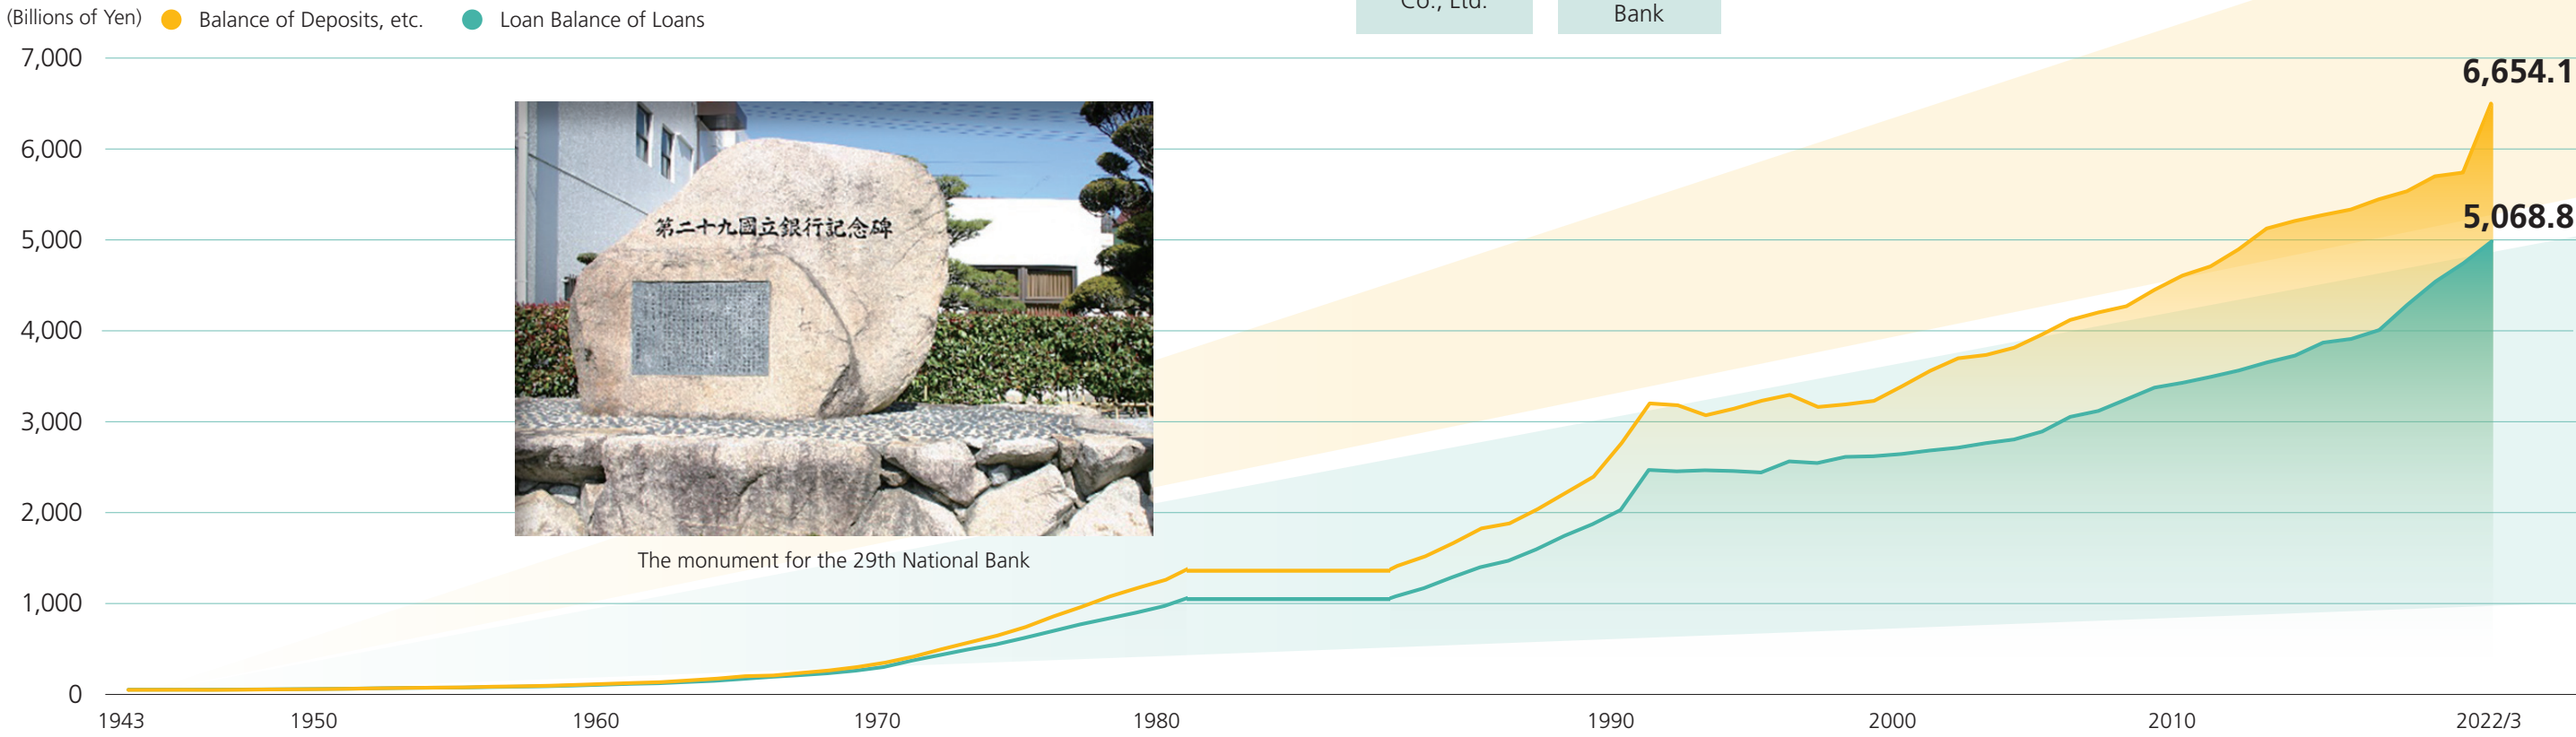 (Billions of Yen) Balance of Deposits, etc. Loan Balance of Loans
Co., Ltd.
Bank
7,000
6,000
5,000
4,000
3,000
2,000
1,000
0
6,654.1
5,068.8
第二十九國立銀行記念碑
The monument for the 29th National Bank
1943 1950 1960 1970 1980 1990 2000 2010 2022/3